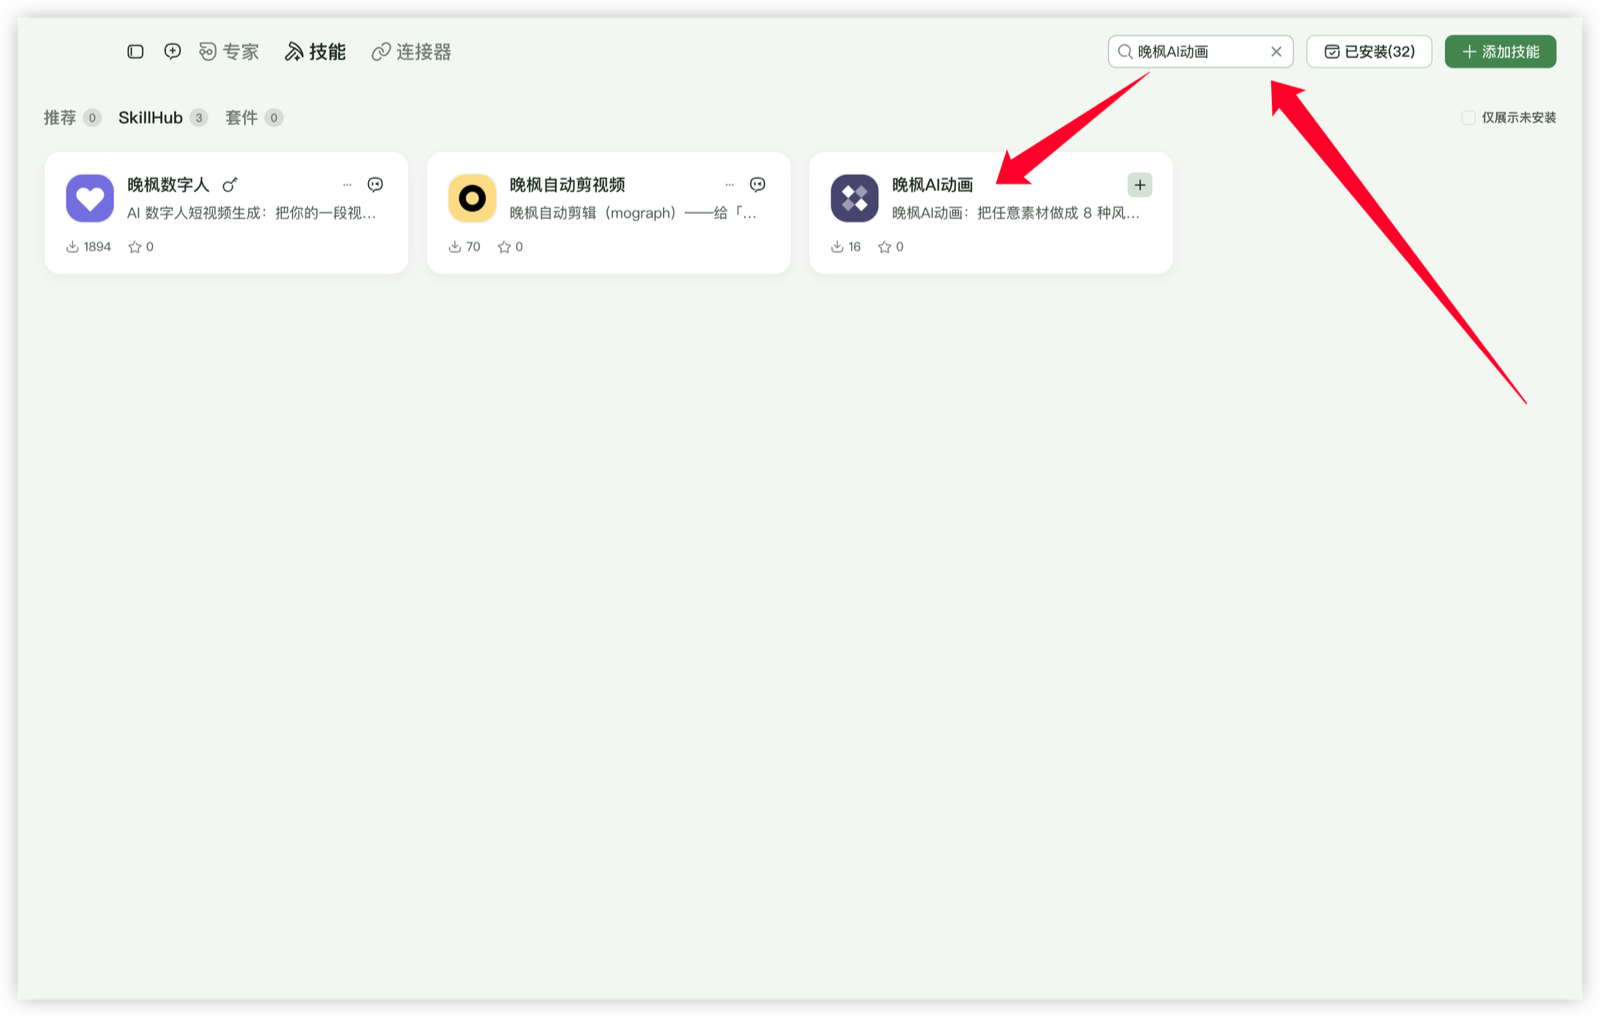 专家 技能 连接器 晚枫AI动画 已安装(32) 添加技能
推荐 0 SkillHub 3 套件 0 仅展示未安装
晚枫数字人
AI 数字人短视频生成：把你的一段视...
1894 0
晚枫自动剪视频
晚枫自动剪辑（mograph）——给「...
70 0
晚枫AI动画
晚枫AI动画：把任意素材做成 8 种风...
16 0